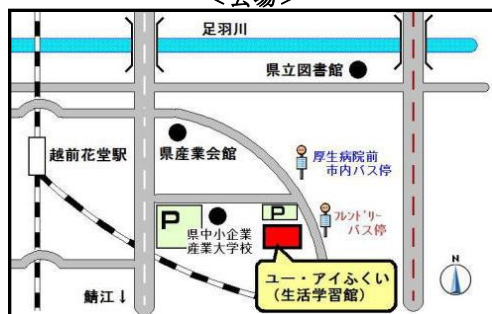 <会場>
足羽川
県立図書館
越前花堂駅
県産業会館
厚生病院前
市内バス停
P
P
県中小企業
産業大学校
フレンドリー
バス停
ユー・アイふくい
(生活学習館)
鯖江↓
N